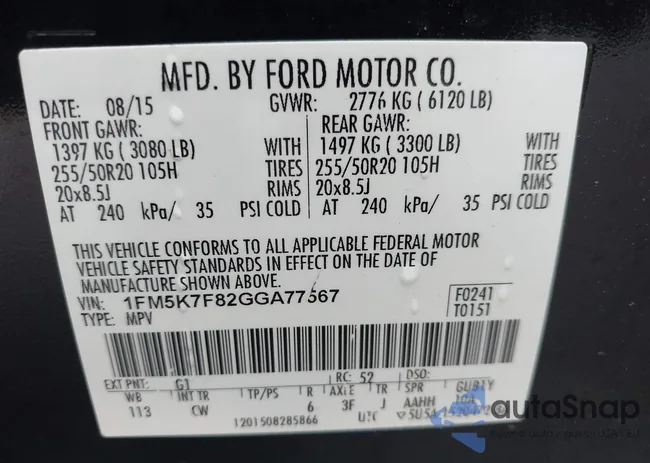 MFD. BY FORD MOTOR CO.
DATE: 08/15 GVWR: 2776 KG ( 6120 LB)
FRONT GAWR: REAR GAWR:
1397 KG ( 3080 LB) WITH 1497 KG ( 3300 LB) WITH
255/50R20 105H TIRES 255/50R20 105H TIRES
20x8.5J RIMS 20x8.5J RIMS
AT 240 kPa/ 35 PSI COLD AT 240 kPa/ 35 PSI COLD
THIS VEHICLE CONFORMS TO ALL APPLICABLE FEDERAL MOTOR
VEHICLE SAFETY STANDARDS IN EFFECT ON THE DATE OF
MANUFACTURE SHOWN ABOVE.
VIN: 1FM5K7F82GGA77567 F0241
TYPE: MPV T0151
EXT PNT: G1 RC: 52 DSO:
WB INT TR TP/PS R AXLE TR SPR
113 CW 6 3F J AAHH
1201508285866
autoSnap